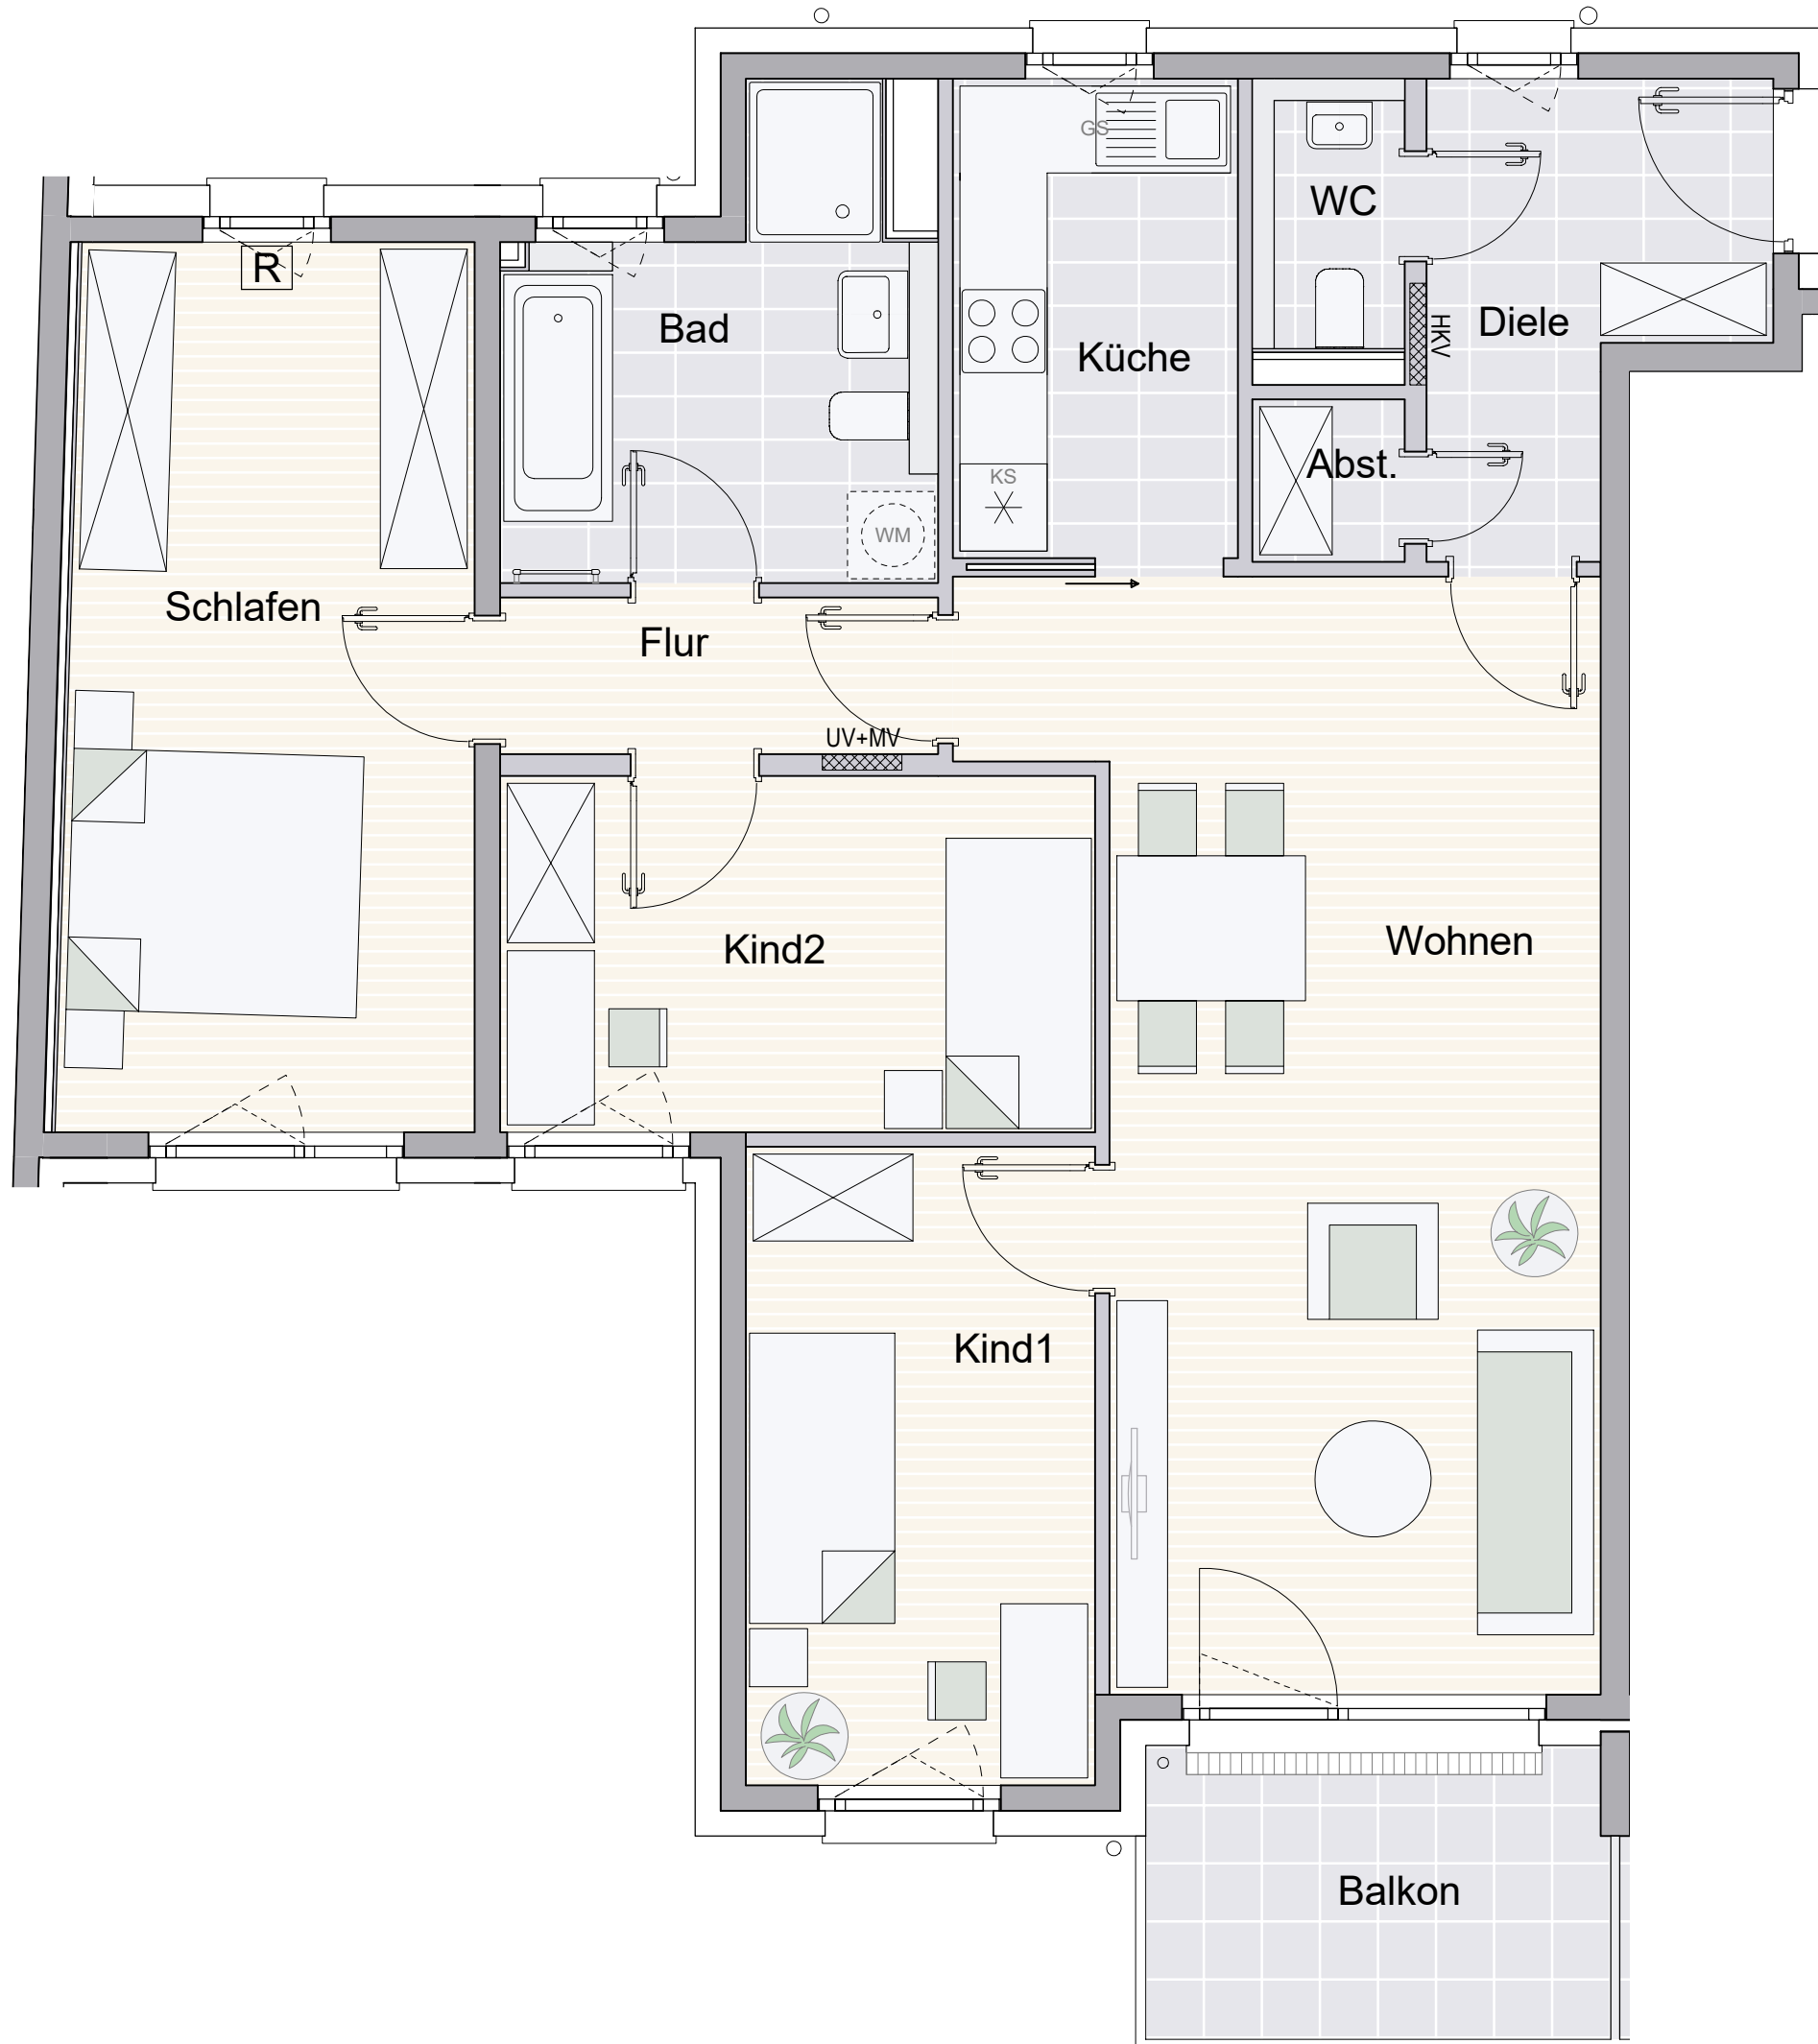 GS
WC
R
Bad
Küche
HKV
Diele
KS
Abst.
WM
Schlafen
Flur
UV+MV
Kind2
Wohnen
Kind1
Balkon